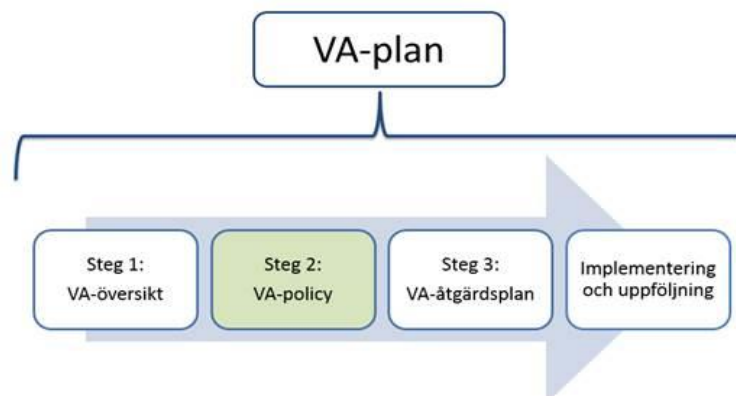 VA-plan
Steg 1:
VA-översikt
Steg 2:
VA-policy
Steg 3:
VA-åtgärdsplan
Implementering
och uppföljning